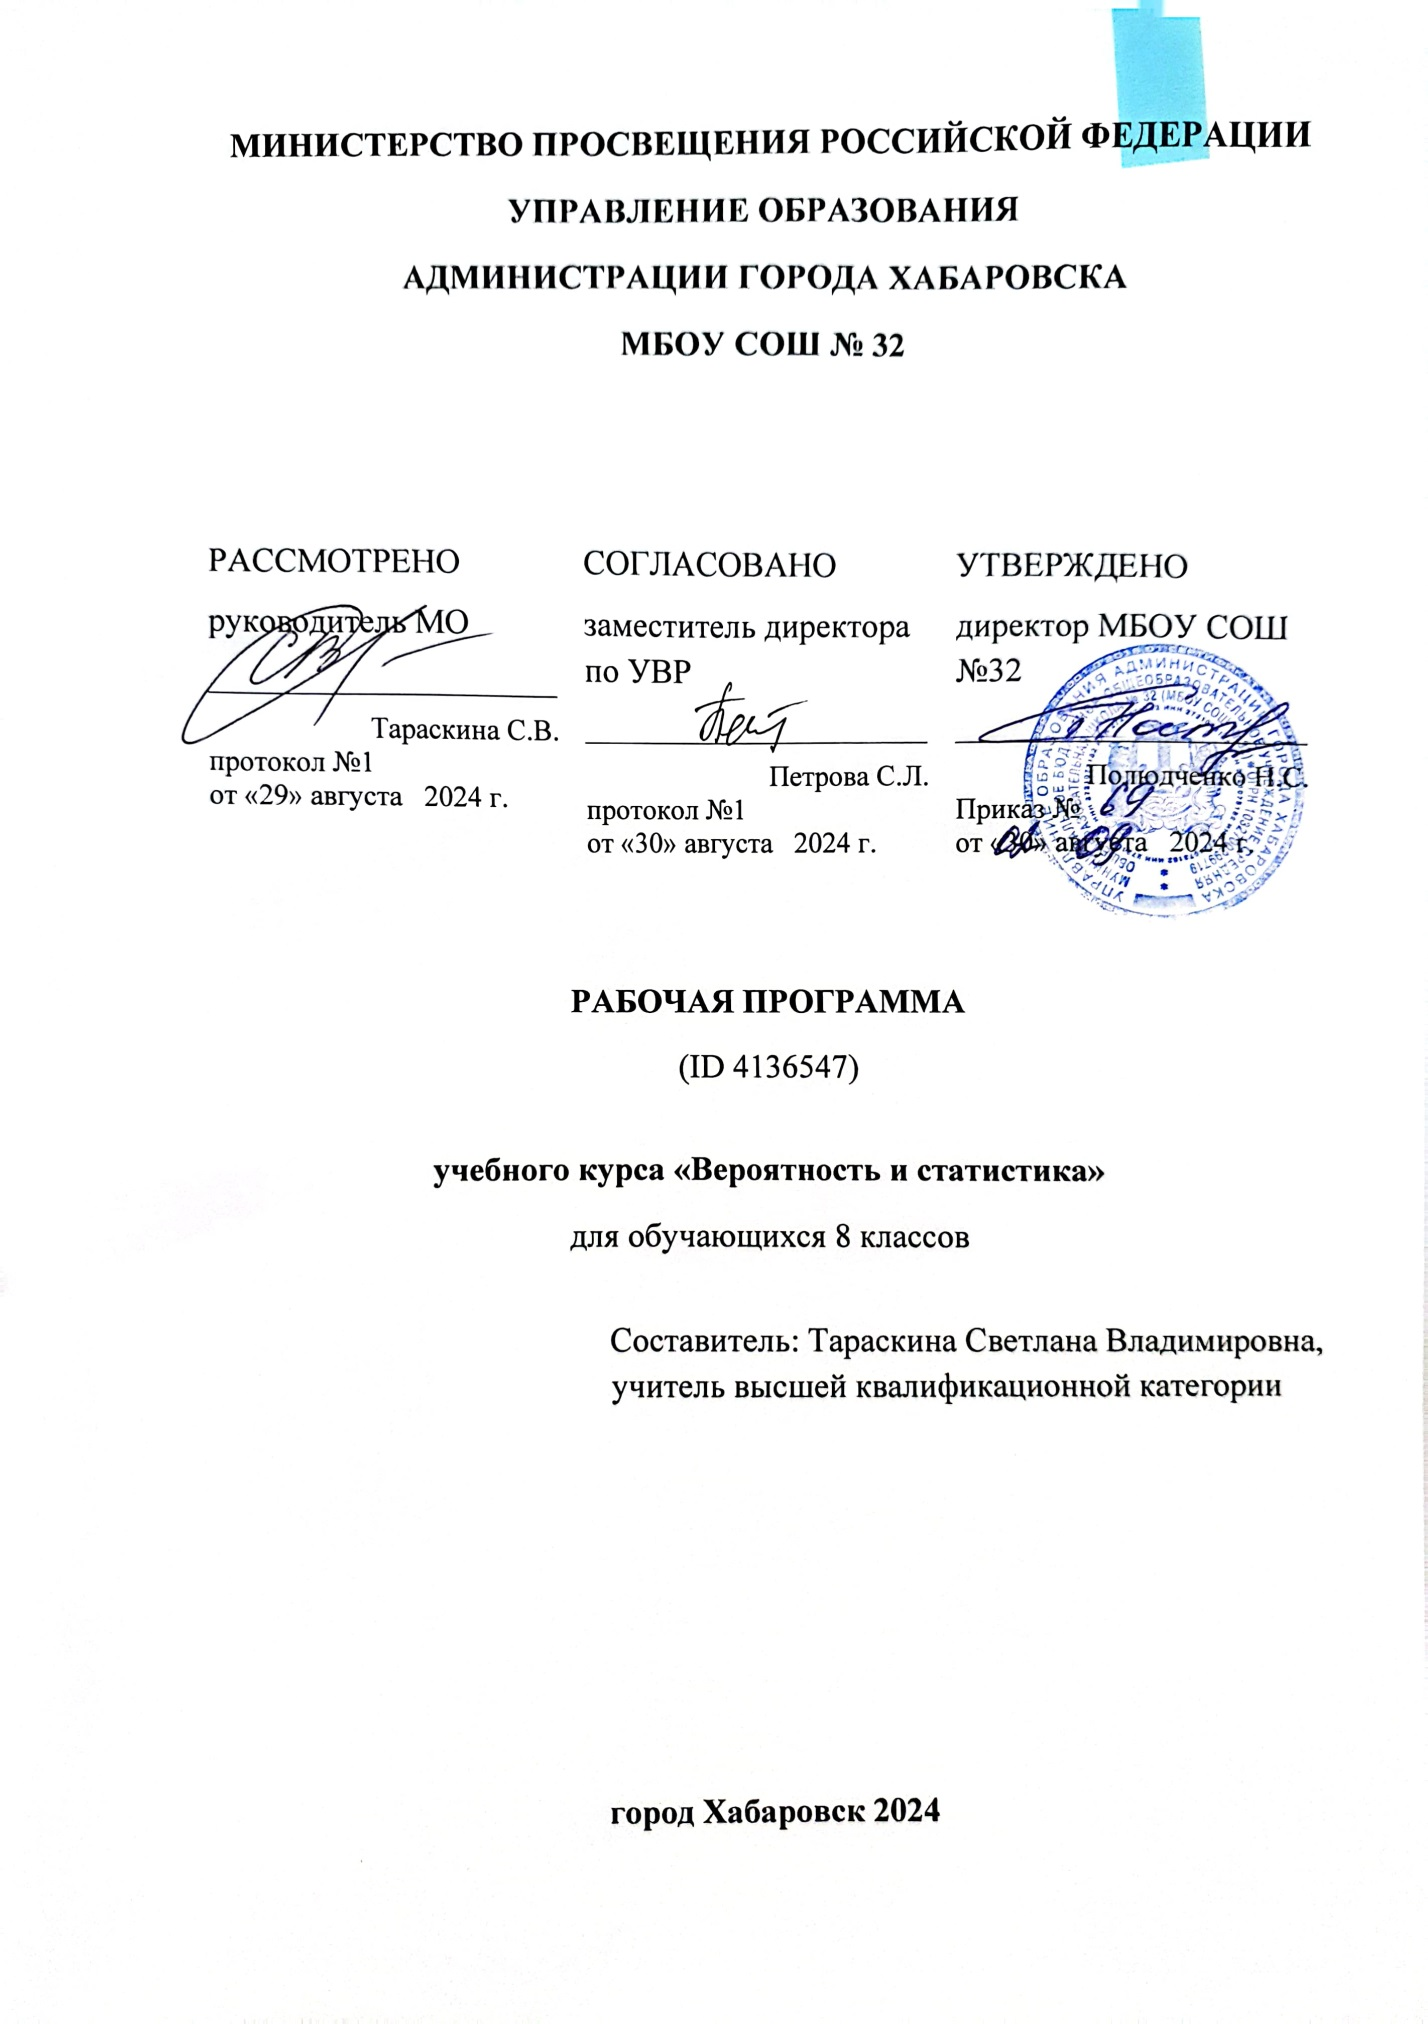 МИНИСТЕРСТВО ПРОСВЕЩЕНИЯ РОССИЙСКОЙ ФЕДЕРАЦИИ
УПРАВЛЕНИЕ ОБРАЗОВАНИЯ
АДМИНИСТРАЦИИ ГОРОДА ХАБАРОВСКА
МБОУ СОШ № 32
РАССМОТРЕНО
руководитель МО
Тараскина С.В.
протокол №1
от «29» августа 2024 г.
СОГЛАСОВАНО
заместитель директора
по УВР
Петрова С.Л.
протокол №1
от «30» августа 2024 г.
УТВЕРЖДЕНО
директор МБОУ СОШ
№32
Полюдченко Н.С.
Приказ № 69
от «30» августа 2024 г.
РАБОЧАЯ ПРОГРАММА
(ID 4136547)
учебного курса «Вероятность и статистика»
для обучающихся 8 классов
Составитель: Тараскина Светлана Владимировна,
учитель высшей квалификационной категории
город Хабаровск 2024